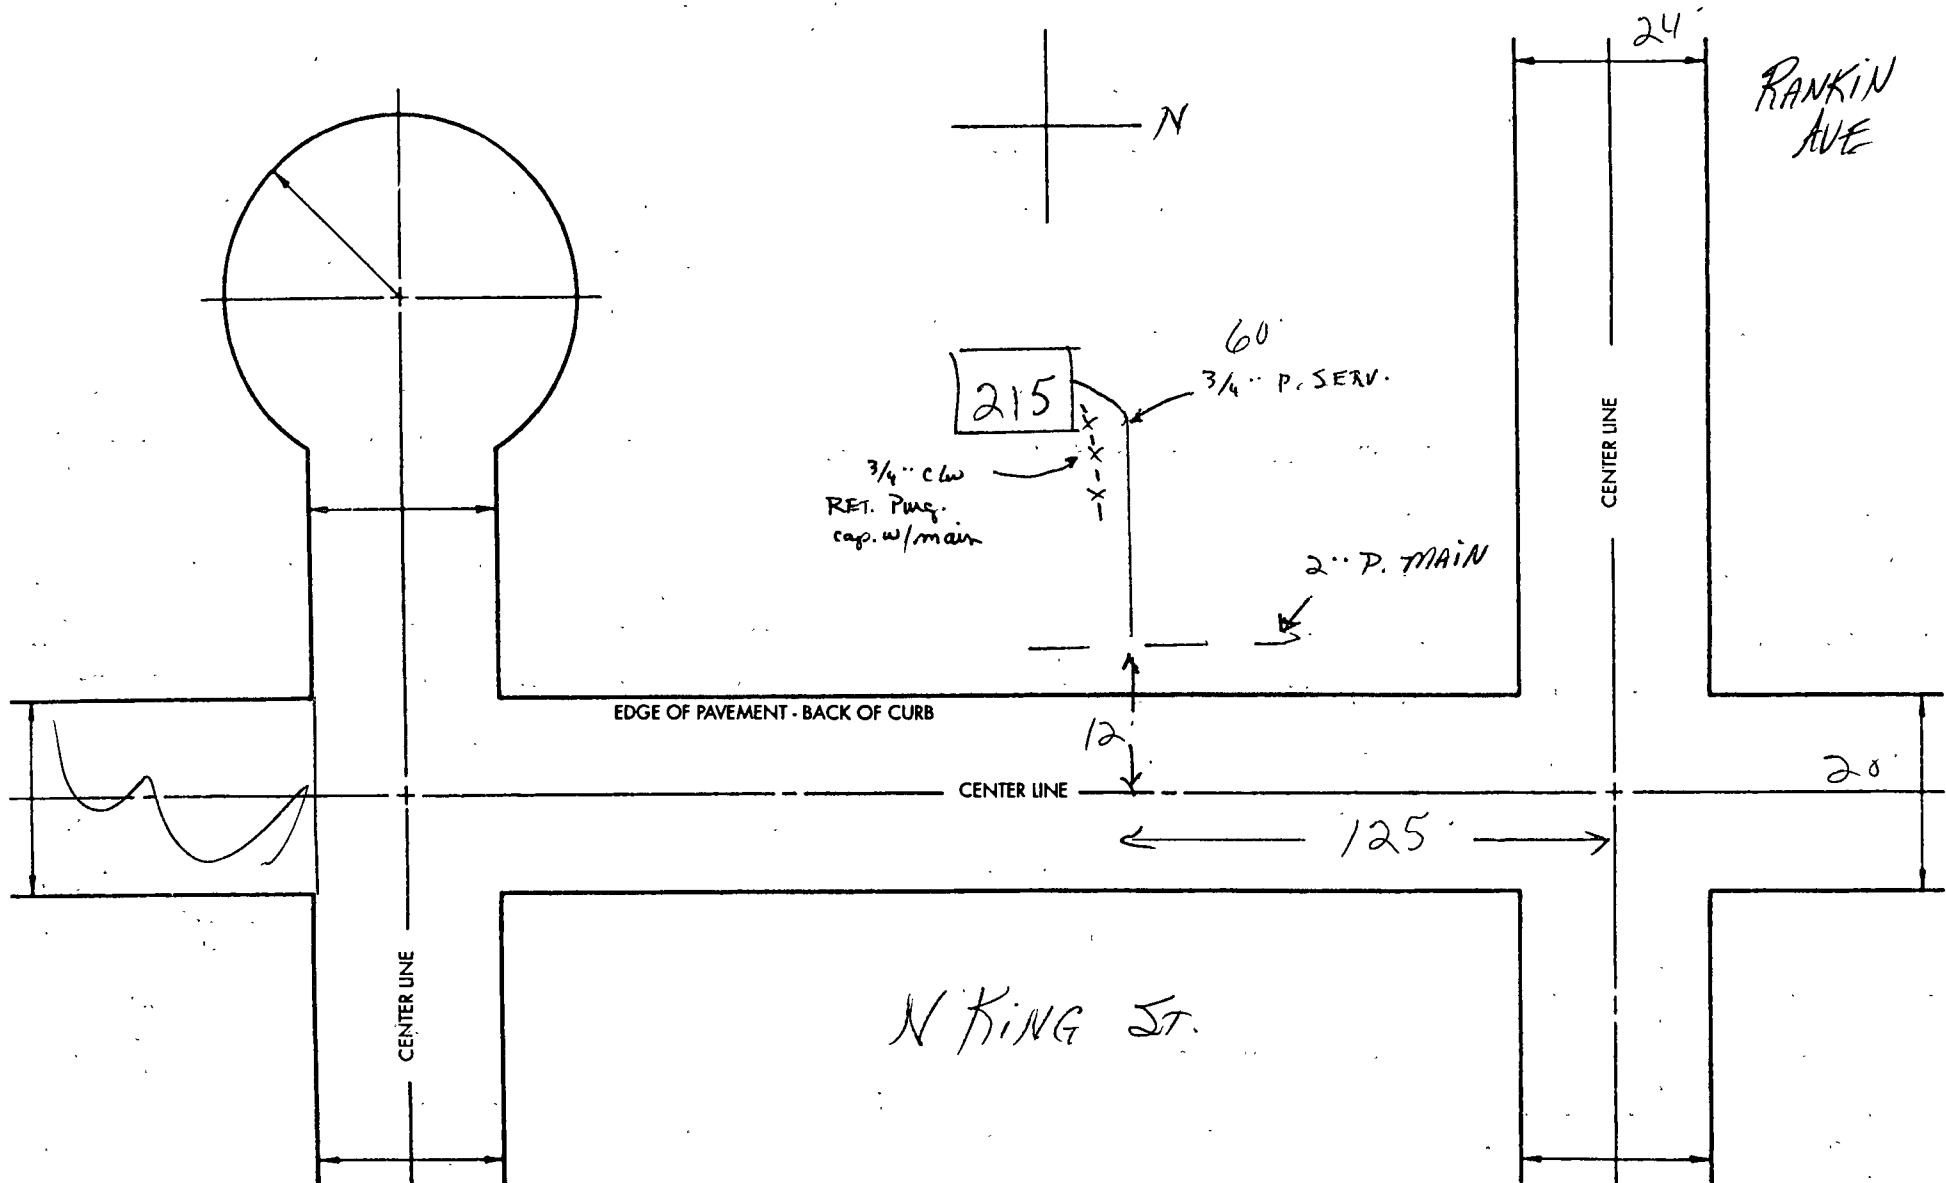 24'
RANKIN
AVE
N
60'
3/4" P. SERV.
215
3/4" c/w
RET. Purg.
cap. w/main
2" P. MAIN
CENTER LINE
EDGE OF PAVEMENT - BACK OF CURB
12'
CENTER LINE
20'
125'
CENTER LINE
N KING ST.